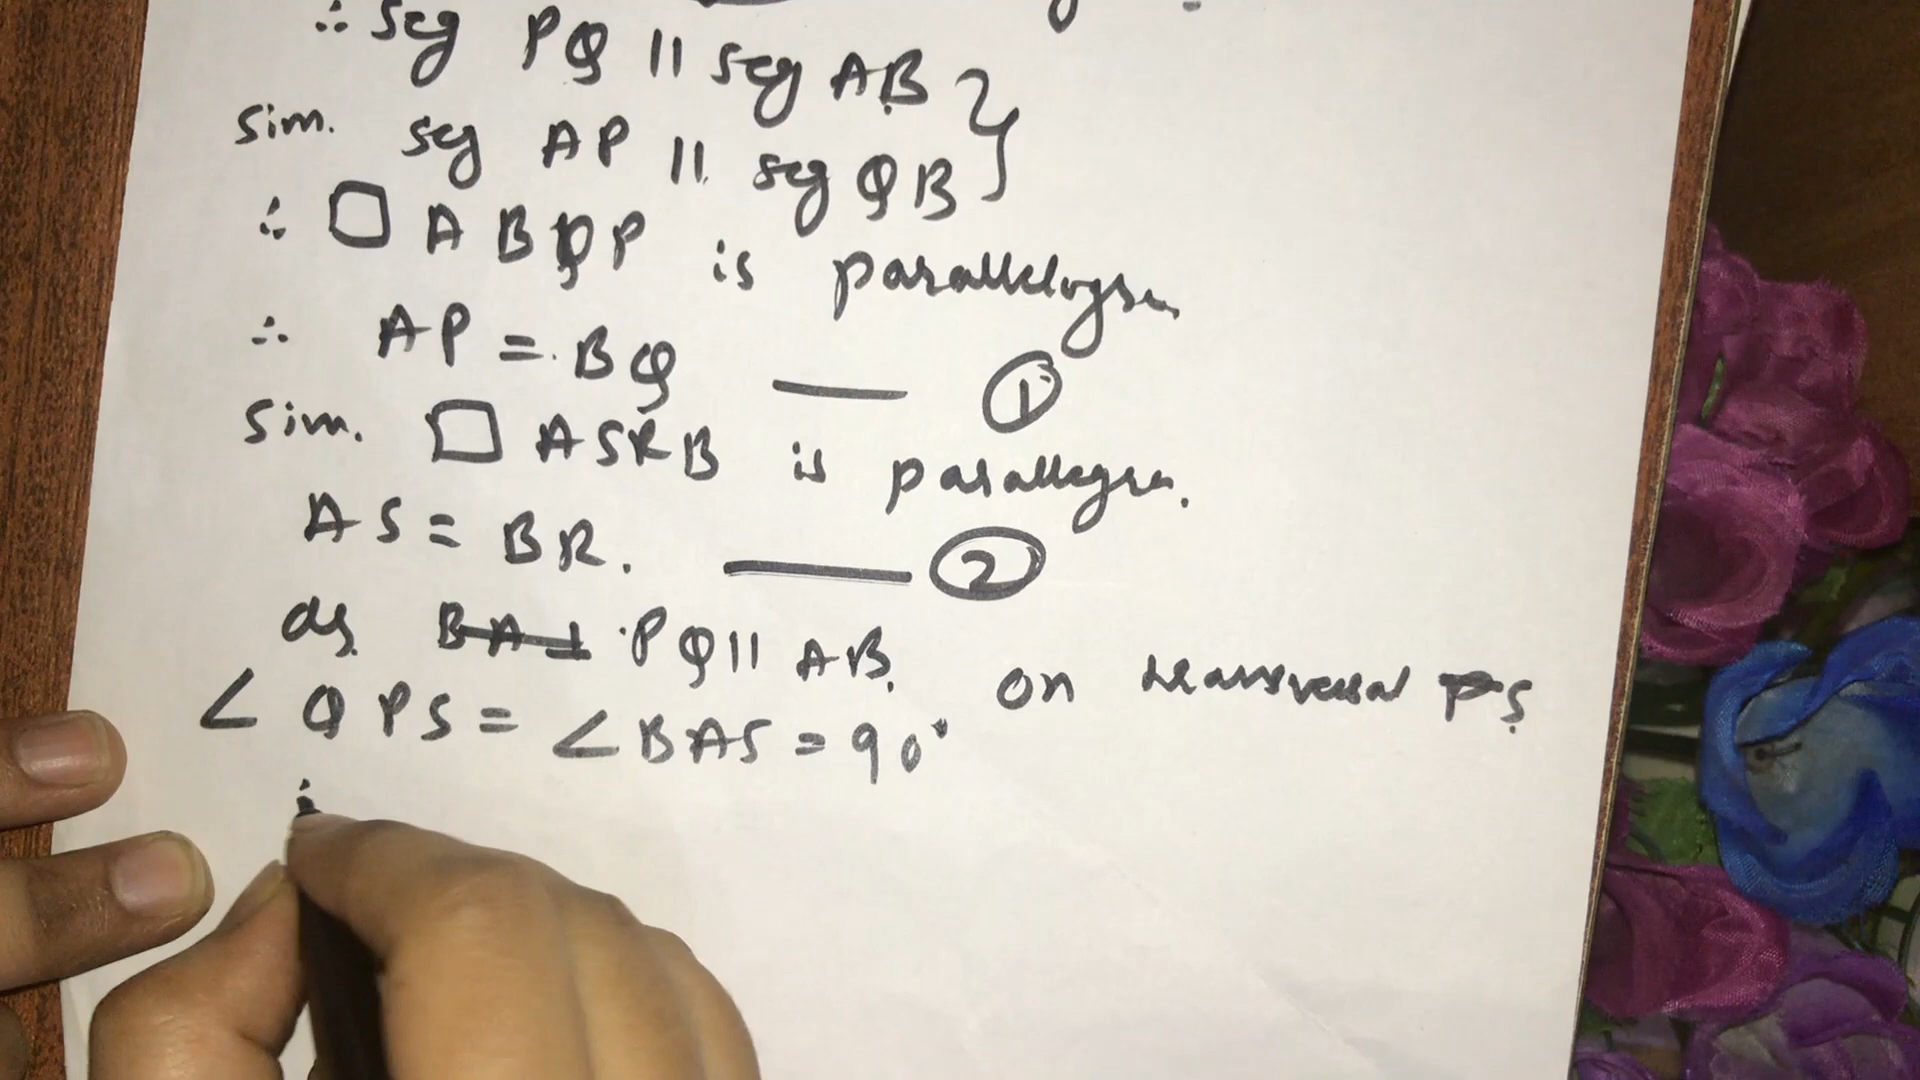 ∴ seg PQ || seg AB }
sim. seg AP || seg QB }
∴ □ ABQP is parallelogram
∴ AP = BQ —— ①
Sim. □ ASRB is parallegrm.
AS = BR. —— ②
as PQ || AB. on transversal PS
∠QPS = ∠BAS = 90°